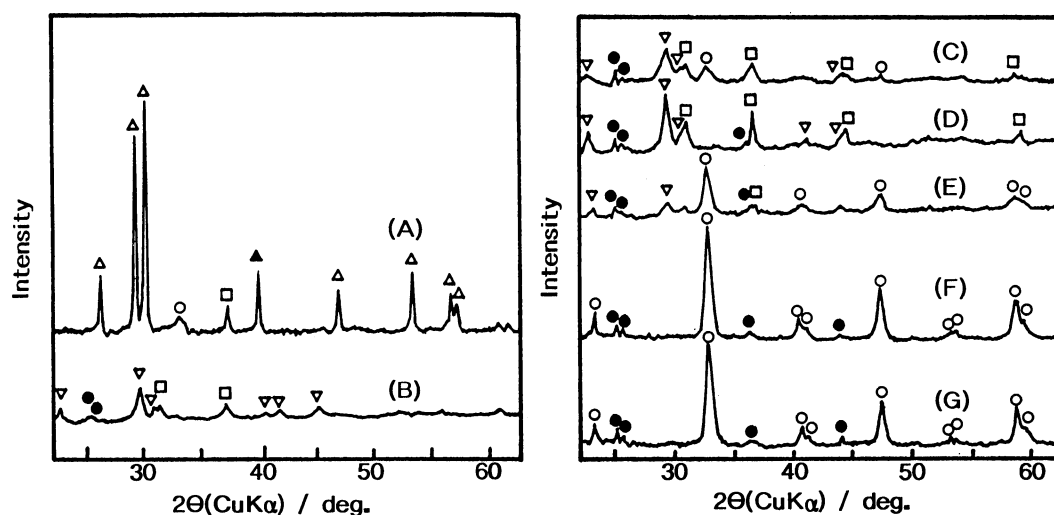 Intensity
(A)
(B)
30
40
50
60
2Θ(CuKα) / deg.
Intensity
(C)
(D)
(E)
(F)
(G)
30
40
50
60
2Θ(CuKα) / deg.